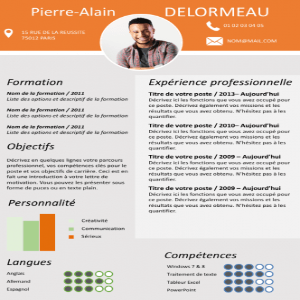 Pierre-Alain DELORMEAU
15 RUE DE LA REUSSITE
75012 PARIS
01 02 03 04 05
NOM@MAIL.COM
Formation
Nom de la formation / 2011
Liste des options et descriptif de la formation
Nom de la formation / 2011
Liste des options et descriptif de la formation
Nom de la formation / 2011
Liste des options et descriptif de la formation
Objectifs
Décrivez en quelques lignes votre parcours
professionnel, vos compétences clés pour le
poste et vos objectifs de carrière. Ceci est en
fait une introduction à votre lettre de
motivation. Vous pouvez les présenter sous
forme de puces ou en texte plein
Personnalité
Créativité
Communication
Sérieux
Langues
Anglais
Allemand
Espagnol
Expérience professionnelle
Titre de votre poste / 2013– Aujourd'hui
Décrivez ici les fonctions que vous avez occupé pour
ce poste. Décrivez également vos missions et les
résultats que vous avez obtenu. N'hésitez pas à les
quantifier.
Titre de votre poste / 2010– Aujourd'hui
Décrivez ici les fonctions que vous avez occupé pour
ce poste. Décrivez également vos missions et les
résultats que vous avez obtenu. N'hésitez pas à les
quantifier.
Titre de votre poste / 2009 – Aujourd'hui
Décrivez ici les fonctions que vous avez occupé pour
ce poste. Décrivez également vos missions et les
résultats que vous avez obtenu. N'hésitez pas à les
quantifier.
Titre de votre poste / 2009 – Aujourd'hui
Décrivez ici les fonctions que vous avez occupé pour
ce poste. Décrivez également vos missions et les
résultats que vous avez obtenu. N'hésitez pas à les
quantifier.
Compétences
Windows 7 & 8
Traitement de texte
Tableur Excel
PowerPoint